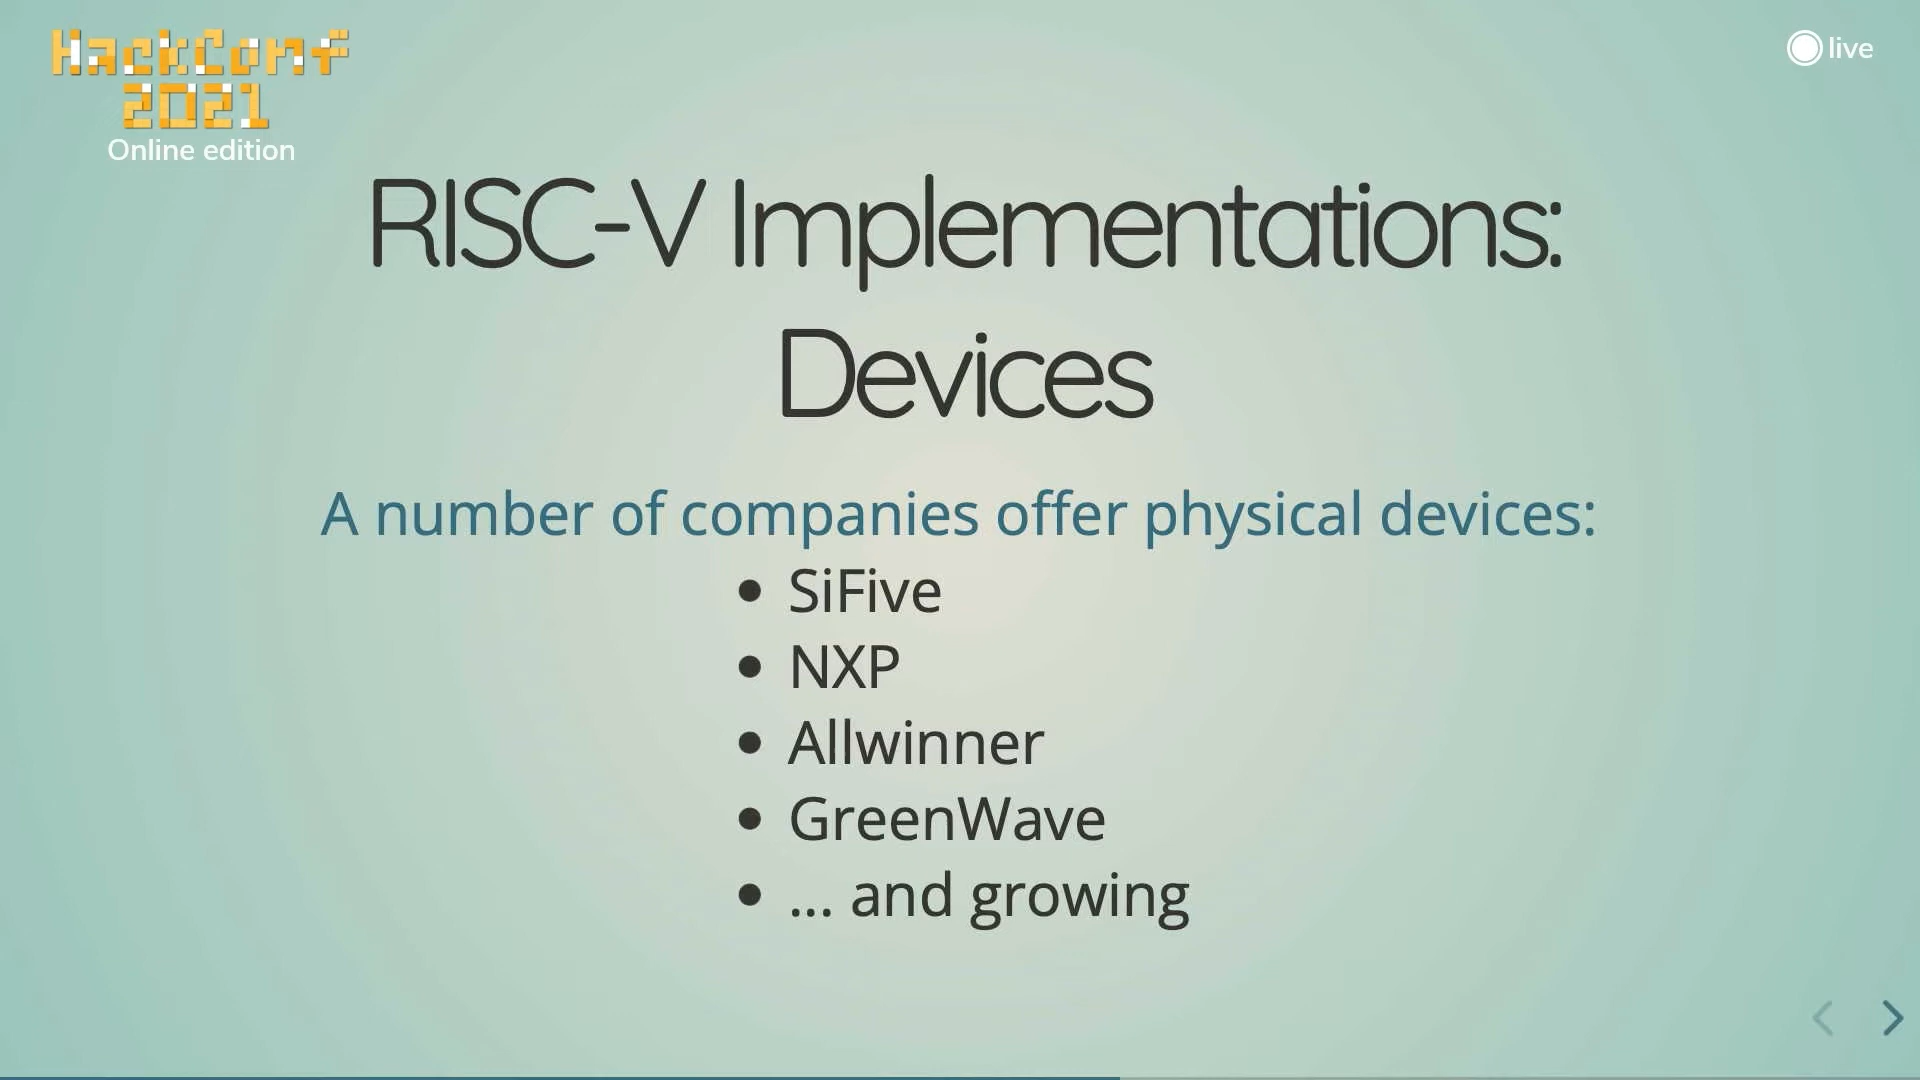 HackConf
2021
Online edition
live
RISC-V Implementations:
Devices
A number of companies offer physical devices:
• SiFive
• NXP
• Allwinner
• GreenWave
• ... and growing